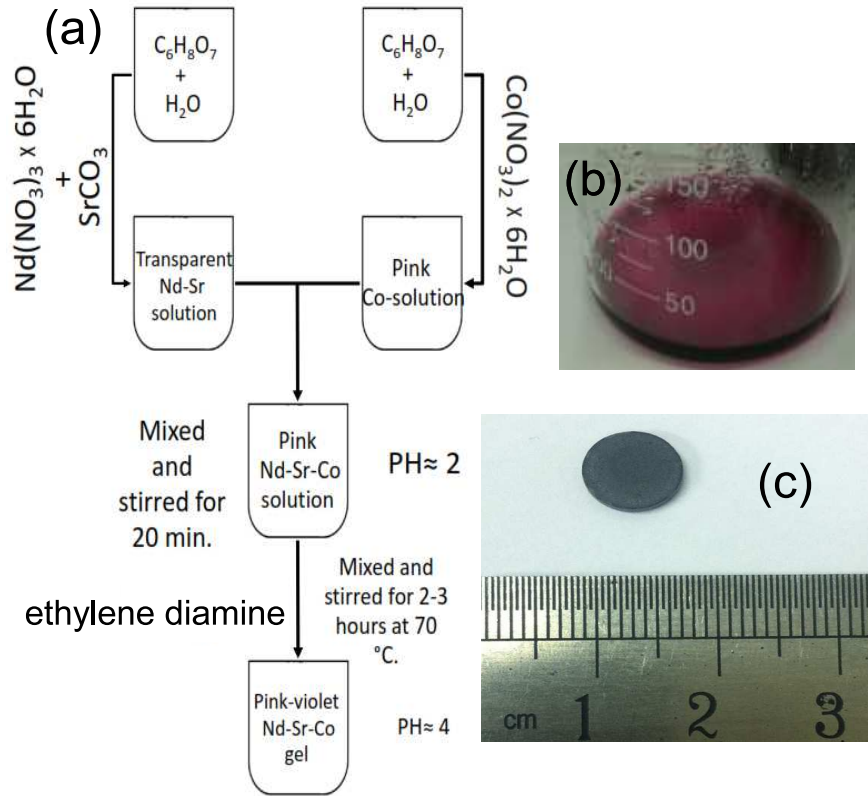 (a)
C₆H₈O₇
+
H₂O
C₆H₈O₇
+
H₂O
Nd(NO₃)₃ x 6H₂O
+
SrCO₃
Co(NO₃)₂ x 6H₂O
Transparent
Nd-Sr
solution
Pink
Co-solution
Mixed
and
stirred for
20 min.
Pink
Nd-Sr-Co
solution
PH≈ 2
ethylene diamine
Mixed and
stirred for 2-3
hours at 70
°C.
Pink-violet
Nd-Sr-Co
gel
PH≈ 4
(b)
150
100
50
(c)
cm 1 2 3